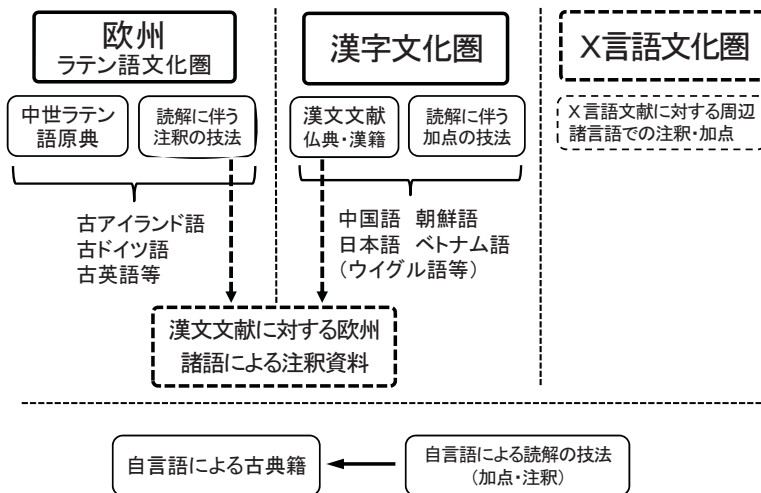 欧州
ラテン語文化圏
中世ラテン
語原典
読解に伴う
注釈の技法
古アイランド語
古ドイツ語
古英語等
漢字文化圏
漢文文献
仏典・漢籍
読解に伴う
加点の技法
中国語 朝鮮語
日本語 ベトナム語
(ウイグル語等)
漢文文献に対する欧州
諸語による注釈資料
X言語文化圏
X言語文献に対する周辺
諸言語での注釈・加点
自言語による古典籍
自言語による読解の技法
(加点・注釈)